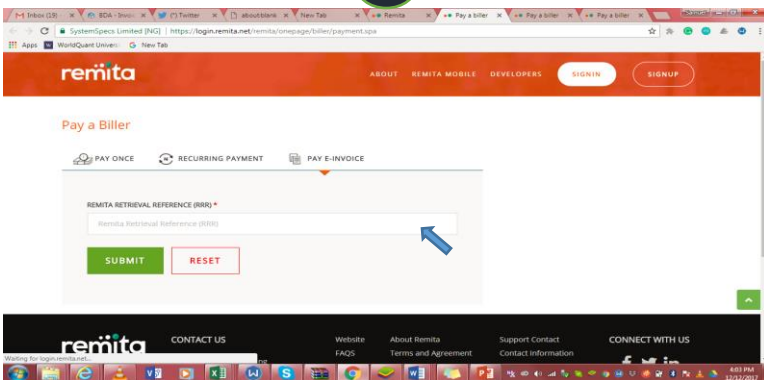 Inbox (19)
BDA - Invoi
(*) Twitter
about:blank
New Tab
Remita
Pay a biller
Pay a biller
Pay a biller
SystemSpecs Limited [NG] | https://login.remita.net/remita/onepage/biller/payment.spa
Apps
WorldQuant Univers
New Tab
remita
ABOUT REMITA MOBILE DEVELOPERS SIGNIN SIGNUP
Pay a Biller
PAY ONCE RECURRING PAYMENT PAY E-INVOICE
REMITA RETRIEVAL REFERENCE (RRR) *
Remita Retrieval Reference (RRR)
SUBMIT RESET
remita
CONTACT US
Website About Remita Support Contact CONNECT WITH US
FAQS Terms and Agreement Contact Information
Waiting for login.remita.net...
4:03 PM
12/12/2017